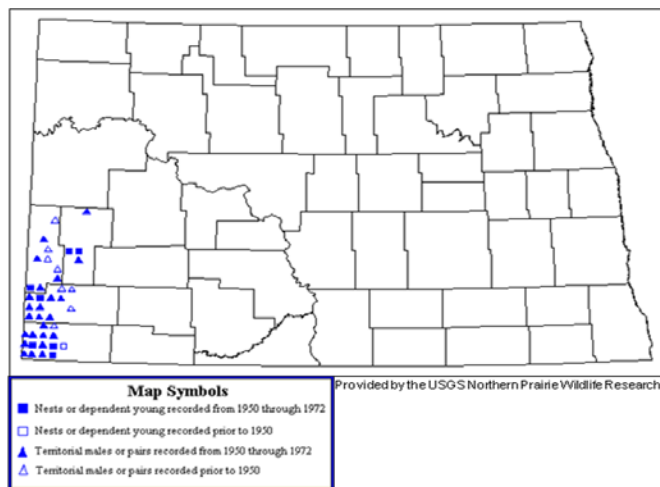 Map Symbols
Nests or dependent young recorded from 1950 through 1972
Nests or dependent young recorded prior to 1950
Territorial males or pairs recorded from 1950 through 1972
Territorial males or pairs recorded prior to 1950
Provided by the USGS Northern Prairie Wildlife Research